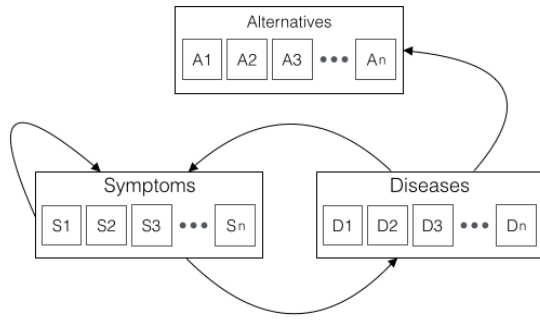 Alternatives
A1 A2 A3 ••• An
Symptoms
S1 S2 S3 ••• Sn
Diseases
D1 D2 D3 ••• Dn